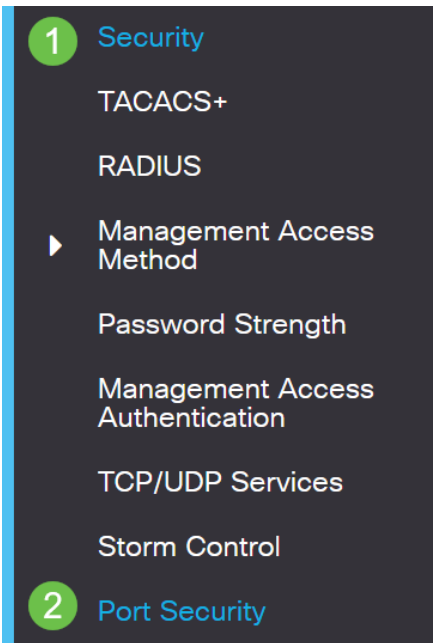 1 Security
TACACS+
RADIUS
Management Access
Method
Password Strength
Management Access
Authentication
TCP/UDP Services
Storm Control
2 Port Security